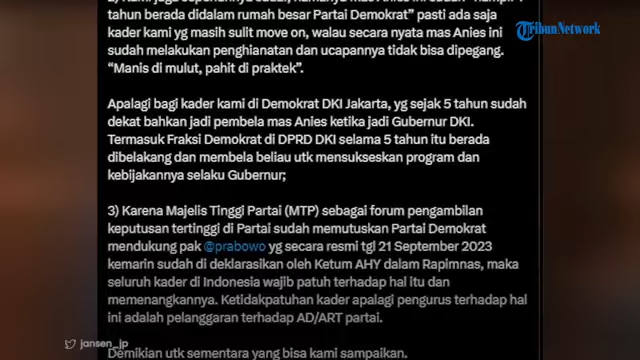 TribunNetwork
tahun berada didalam rumah besar Partai Demokrat” pasti ada saja
kader kami yg masih sulit move on, walau secara nyata mas Anies ini
sudah melakukan penghianatan dan ucapannya tidak bisa dipegang.
“Manis di mulut, pahit di praktek”.
Apalagi bagi kader kami di Demokrat DKI Jakarta, yg sejak 5 tahun sudah
dekat bahkan jadi pembela mas Anies ketika jadi Gubernur DKI.
Termasuk Fraksi Demokrat di DPRD DKI selama 5 tahun itu berada
dibelakang dan membela beliau utk mensukseskan program dan
kebijakannya selaku Gubernur;
3) Karena Majelis Tinggi Partai (MTP) sebagai forum pengambilan
keputusan tertinggi di Partai sudah memutuskan Partai Demokrat
mendukung pak @prabowo yg secara resmi tgl 21 September 2023
kemarin sudah di deklarasikan oleh Ketum AHY dalam Rapimnas, maka
seluruh kader di Indonesia wajib patuh terhadap hal itu dan
memenangkannya. Ketidakpatuhan kader apalagi pengurus terhadap hal
ini adalah pelanggaran terhadap AD/ART partai.
jansen_jp
Demikian utk sementara yang bisa kami sampaikan.